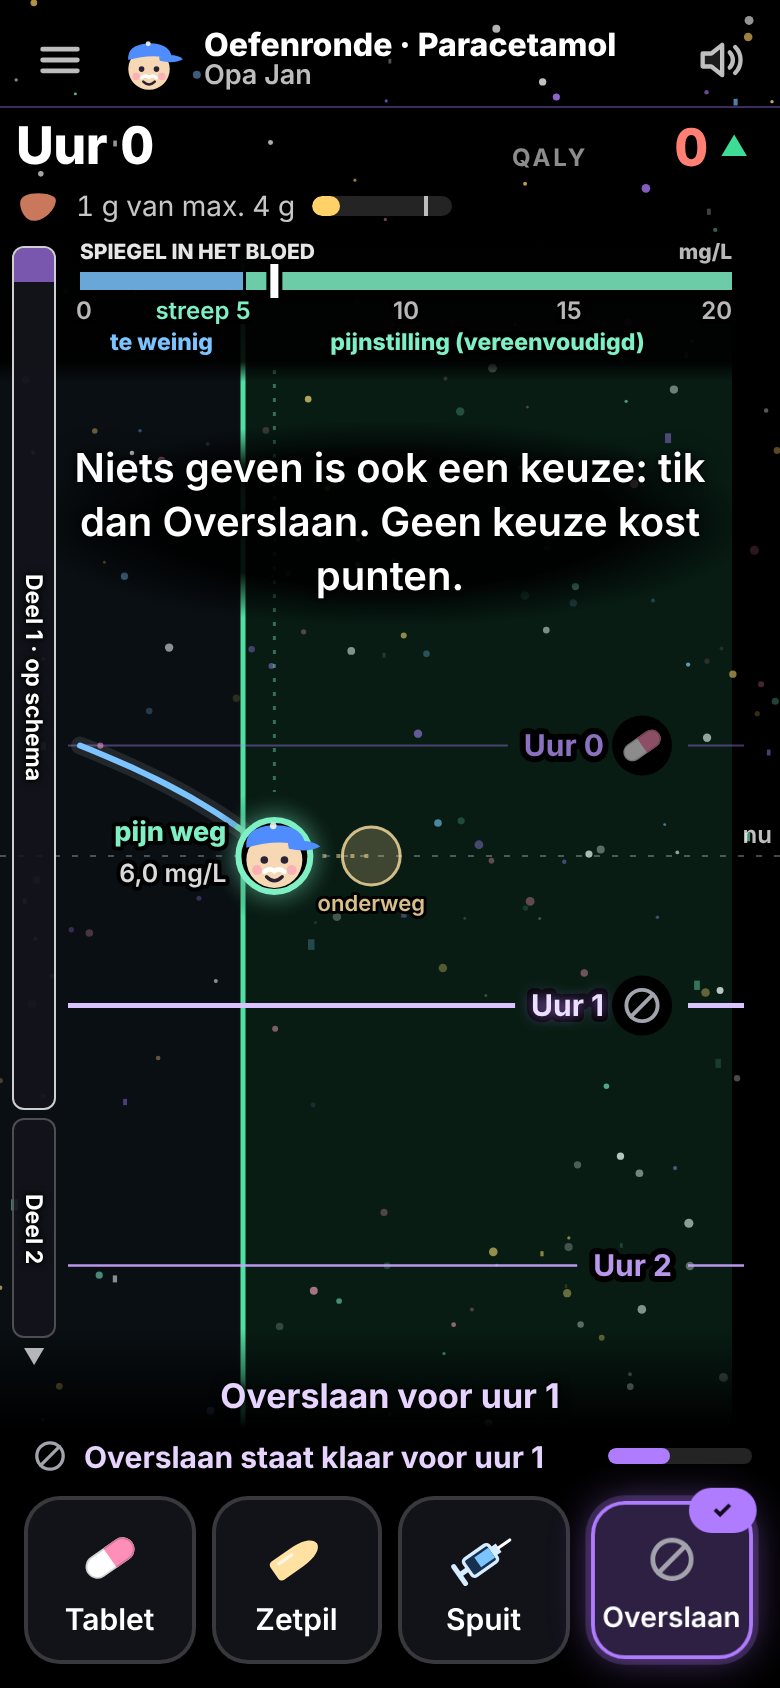 Oefenronde · Paracetamol
Opa Jan
Uur 0
QALY
0
1 g van max. 4 g
SPIEGEL IN HET BLOED
mg/L
0
streep 5
10
15
20
te weinig
pijnstilling (vereenvoudigd)
Niets geven is ook een keuze: tik
dan Overslaan. Geen keuze kost
punten.
Deel 1 · op schema
Uur 0
pijn weg
nu
6,0 mg/L
onderweg
Uur 1
Deel 2
Uur 2
Overslaan voor uur 1
Overslaan staat klaar voor uur 1
Tablet
Zetpil
Spuit
Overslaan